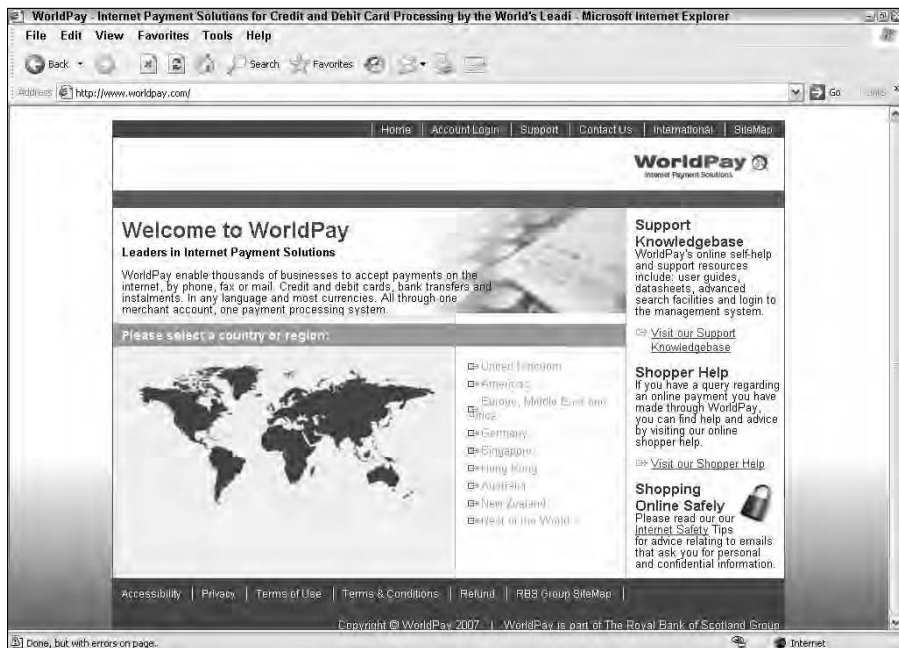 WorldPay - Internet Payment Solutions for Credit and Debit Card Processing by the World's Leadi - Microsoft Internet Explorer
File Edit View Favorites Tools Help
Back Search Favorites
Address http://www.worldpay.com/ Go Links
Home | Account Login | Support | Contact Us | International | SiteMap
WorldPay
Internet Payment Solutions
Welcome to WorldPay
Leaders in Internet Payment Solutions
WorldPay enable thousands of businesses to accept payments on the
internet, by phone, fax or mail. Credit and debit cards, bank transfers and
instalments. In any language and most currencies. All through one
merchant account, one payment processing system.
Please select a country or region:
United Kingdom
Americas
Europe, Middle East and
Africa
Germany
Singapore
Hong Kong
Australia
New Zealand
Rest of the World
Support
Knowledgebase
WorldPay's online self-help
and support resources
include: user guides,
datasheets, advanced
search facilities and login to
the management system.
Visit our Support
Knowledgebase
Shopper Help
If you have a query regarding
an online payment you have
made through WorldPay,
you can find help and advice
by visiting our online
shopper help.
Visit our Shopper Help
Shopping
Online Safely
Please read our our
Internet Safety Tips
for advice relating to emails
that ask you for personal
and confidential information.
Accessibility | Privacy | Terms of Use | Terms & Conditions | Refund | RBS Group SiteMap |
Copyright © WorldPay 2007 | WorldPay is part of The Royal Bank of Scotland Group
Done, but with errors on page. Internet